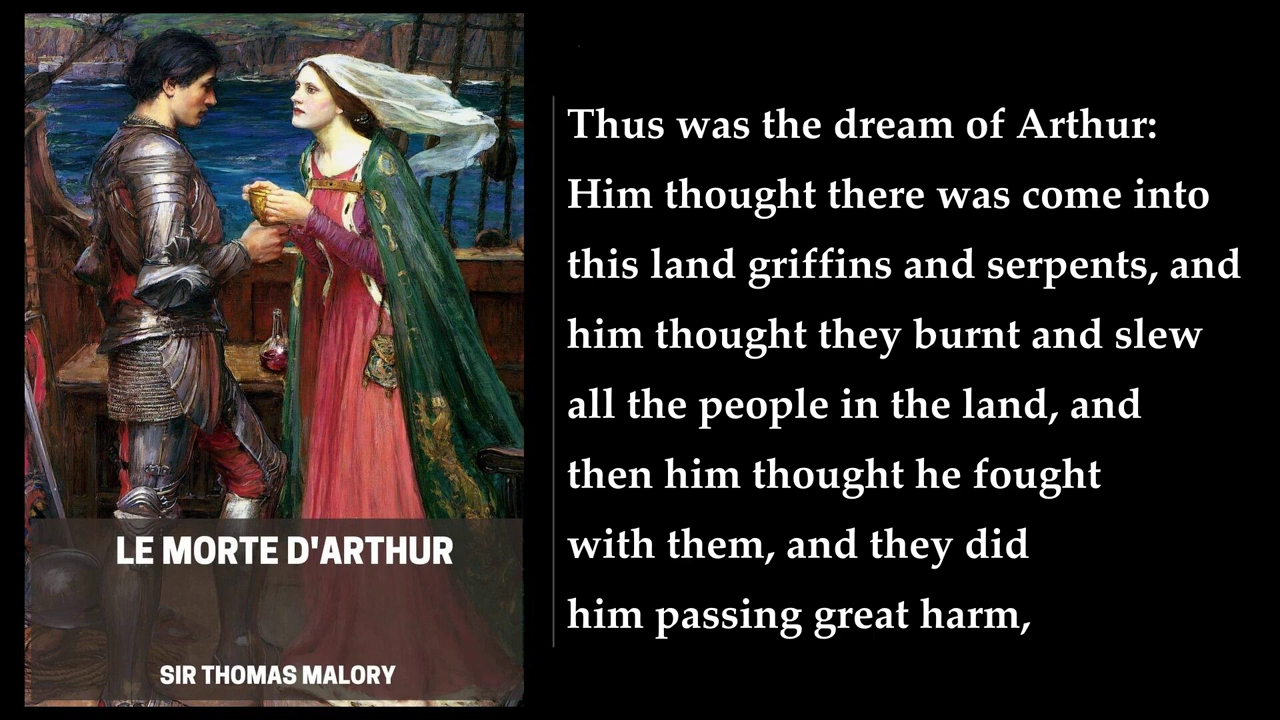 LE MORTE D'ARTHUR
SIR THOMAS MALORY
Thus was the dream of Arthur:
Him thought there was come into
this land griffins and serpents, and
him thought they burnt and slew
all the people in the land, and
then him thought he fought
with them, and they did
him passing great harm,